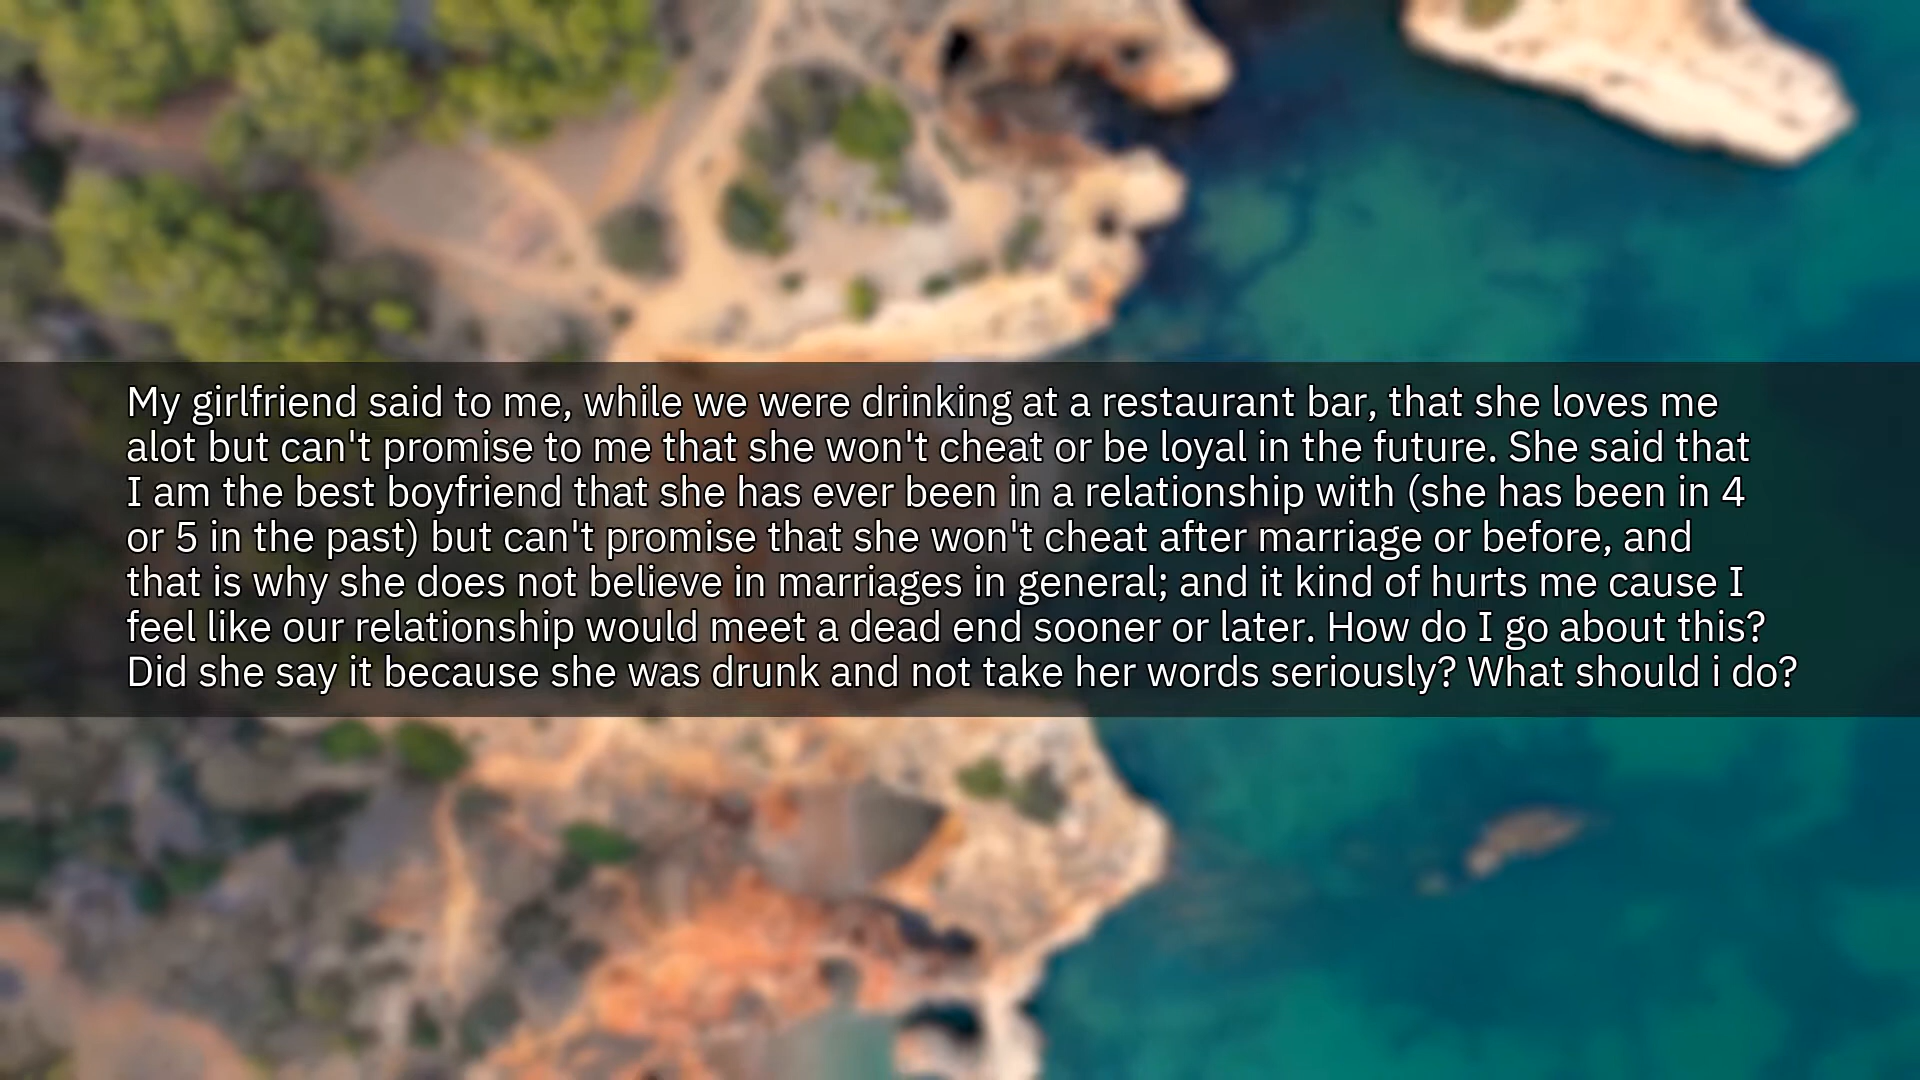 My girlfriend said to me, while we were drinking at a restaurant bar, that she loves me
alot but can't promise to me that she won't cheat or be loyal in the future. She said that
I am the best boyfriend that she has ever been in a relationship with (she has been in 4
or 5 in the past) but can't promise that she won't cheat after marriage or before, and
that is why she does not believe in marriages in general; and it kind of hurts me cause I
feel like our relationship would meet a dead end sooner or later. How do I go about this?
Did she say it because she was drunk and not take her words seriously? What should i do?